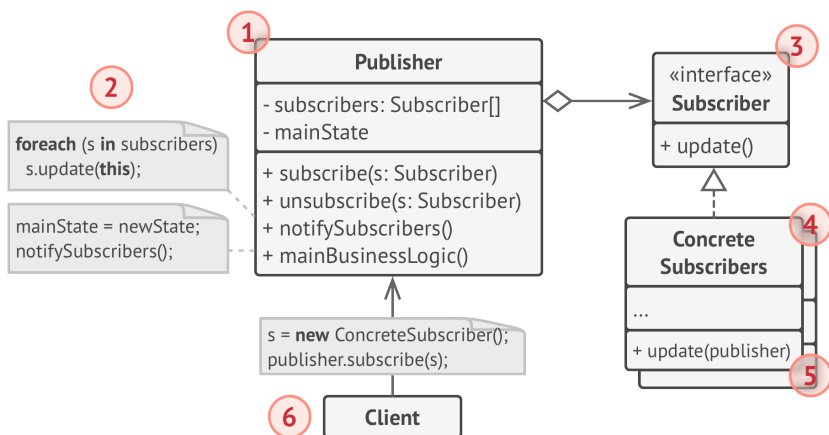 1
Publisher
- subscribers: Subscriber[]
- mainState
+ subscribe(s: Subscriber)
+ unsubscribe(s: Subscriber)
+ notifySubscribers()
+ mainBusinessLogic()
2
foreach (s in subscribers)
s.update(this);
mainState = newState;
notifySubscribers();
3
«interface»
Subscriber
+ update()
4
Concrete
Subscribers
...
+ update(publisher)
5
s = new ConcreteSubscriber();
publisher.subscribe(s);
6
Client